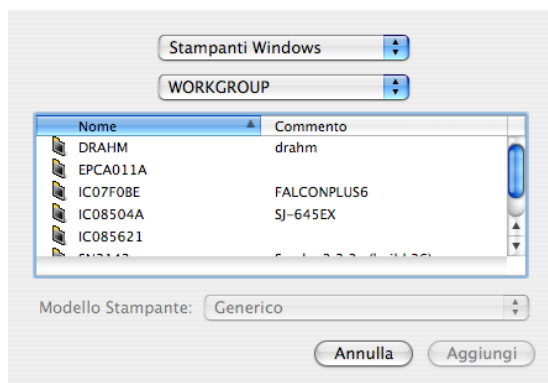 Stampanti Windows
WORKGROUP
Nome Commento
DRAHM drahm
EPCA011A
IC07F0BE FALCONPLUS6
IC08504A SJ-645EX
IC085621
Modello Stampante: Generico
Annulla Aggiungi